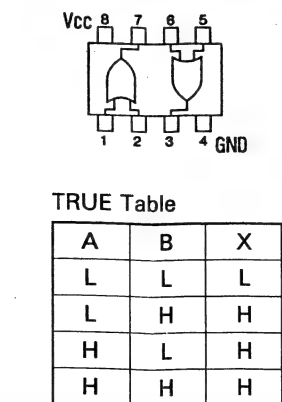 Vcc 8 7 6 5
1 2 3 4 GND
TRUE Table
A B X
L L L
L H H
H L H
H H H